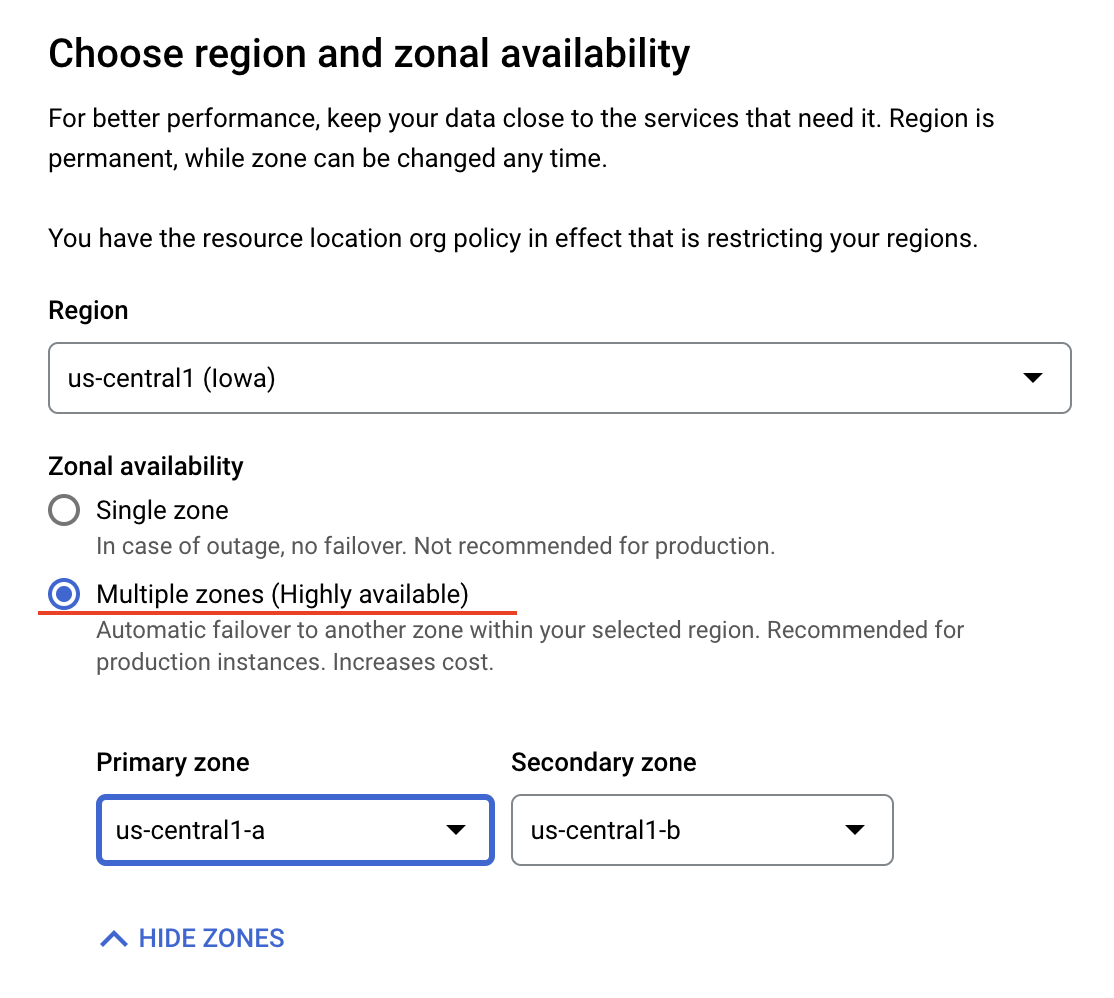 Choose region and zonal availability
For better performance, keep your data close to the services that need it. Region is
permanent, while zone can be changed any time.
You have the resource location org policy in effect that is restricting your regions.
Region
us-central1 (Iowa)
Zonal availability
Single zone
In case of outage, no failover. Not recommended for production.
Multiple zones (Highly available)
Automatic failover to another zone within your selected region. Recommended for
production instances. Increases cost.
Primary zone
Secondary zone
us-central1-a
us-central1-b
HIDE ZONES